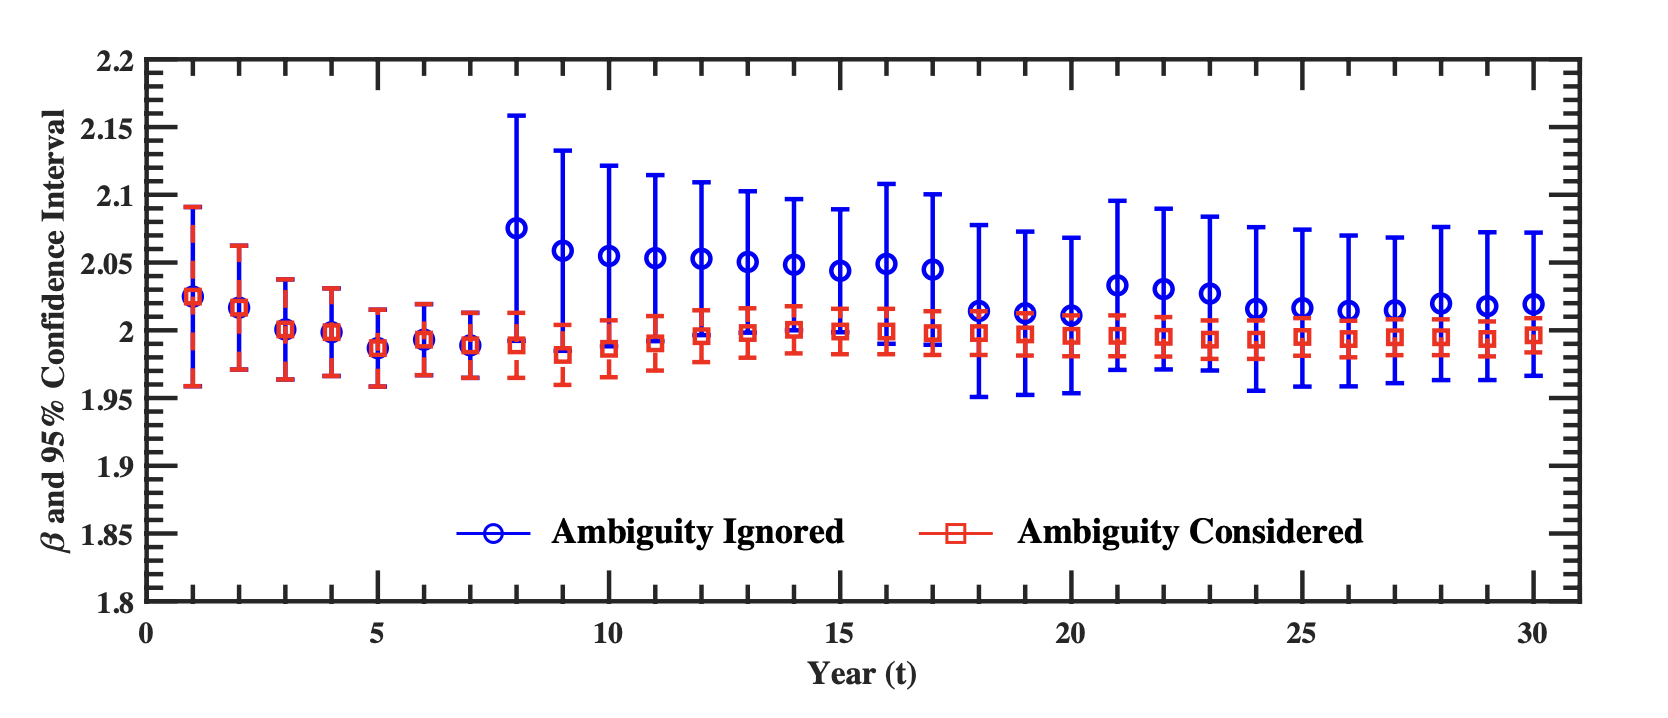 β and 95% Confidence Interval
2.2
2.15
2.1
2.05
2
1.95
1.9
1.85
1.8
Ambiguity Ignored
Ambiguity Considered
0 5 10 15 20 25 30
Year (t)